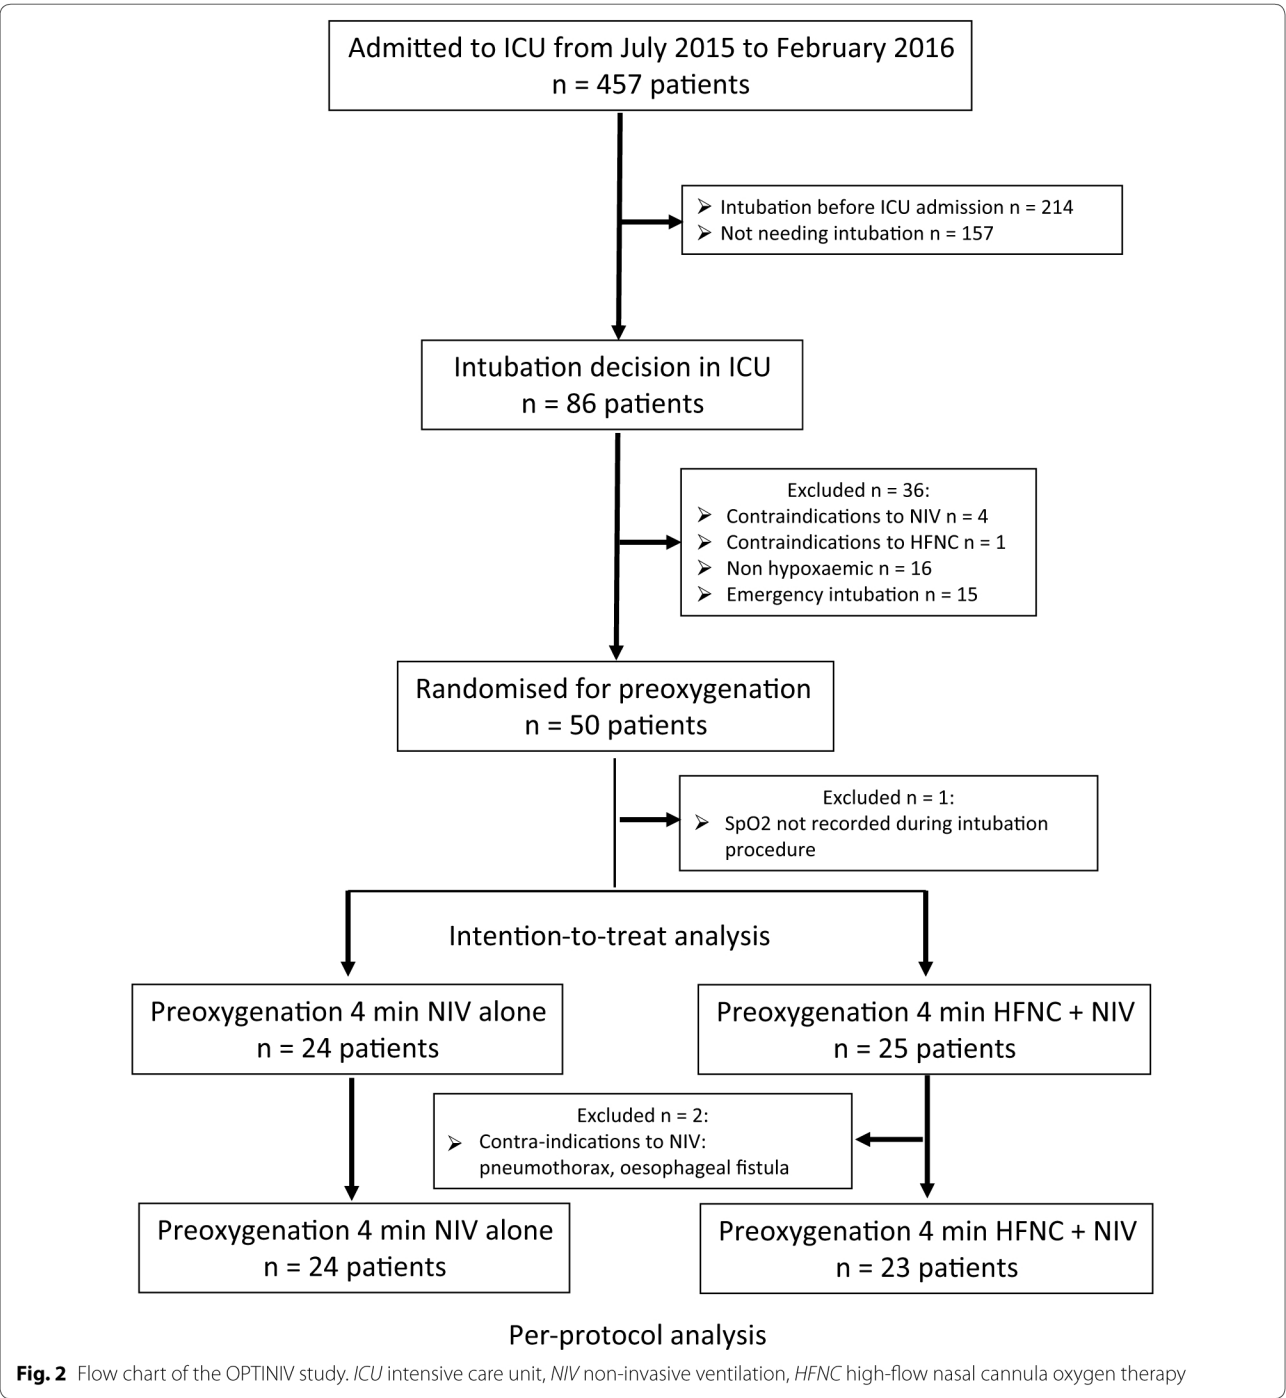 Admitted to ICU from July 2015 to February 2016
n = 457 patients
➢ Intubation before ICU admission n = 214
➢ Not needing intubation n = 157
Intubation decision in ICU
n = 86 patients
Excluded n = 36:
➢ Contraindications to NIV n = 4
➢ Contraindications to HFNC n = 1
➢ Non hypoxaemic n = 16
➢ Emergency intubation n = 15
Randomised for preoxygenation
n = 50 patients
Excluded n = 1:
➢ SpO2 not recorded during intubation
procedure
Intention-to-treat analysis
Preoxygenation 4 min NIV alone
n = 24 patients
Preoxygenation 4 min HFNC + NIV
n = 25 patients
Excluded n = 2:
➢ Contra-indications to NIV:
pneumothorax, oesophageal fistula
Preoxygenation 4 min NIV alone
n = 24 patients
Preoxygenation 4 min HFNC + NIV
n = 23 patients
Per-protocol analysis
Fig. 2 Flow chart of the OPTINIV study. ICU intensive care unit, NIV non-invasive ventilation, HFNC high-flow nasal cannula oxygen therapy